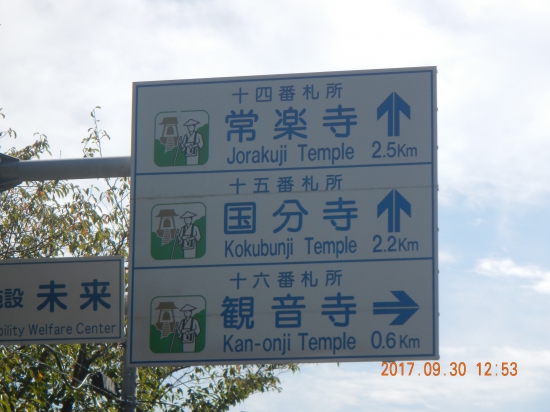 十四番札所
常楽寺
Jorakuji Temple 2.5Km
十五番札所
国分寺
Kokubunji Temple 2.2Km
十六番札所
観音寺
Kan-onji Temple 0.6Km
設 未来
bility Welfare Center
2017.09.30 12:53